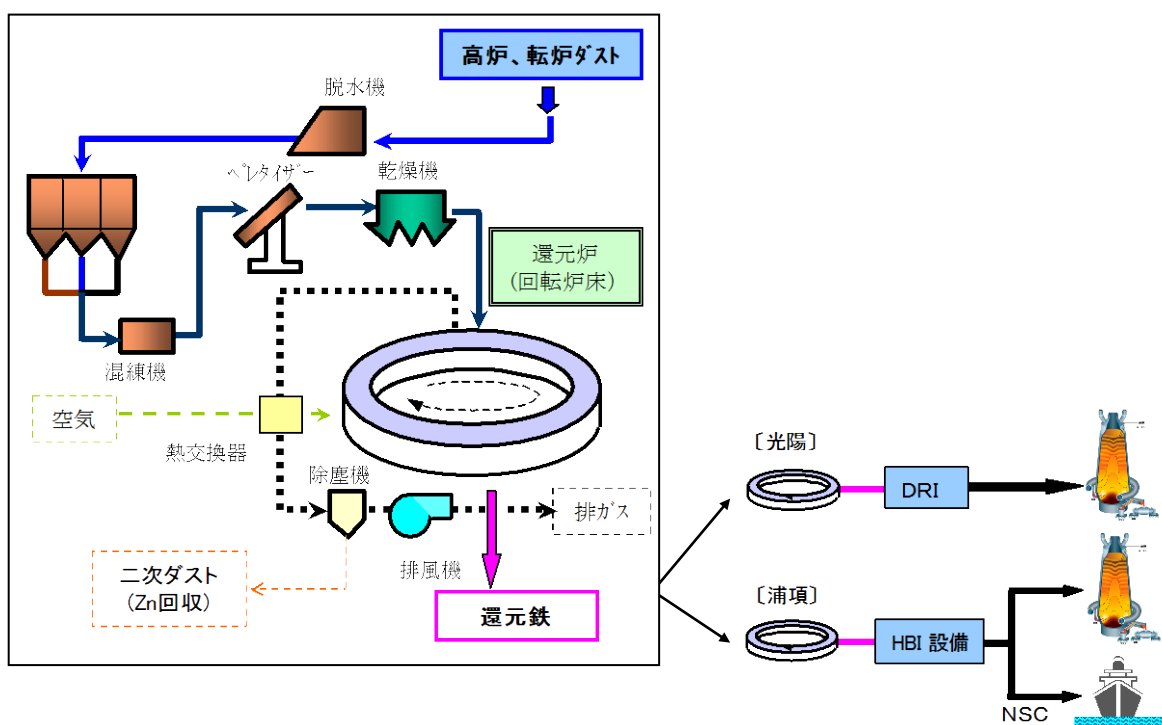 高炉、転炉ダスト
脱水機
ペレタイザー
乾燥機
還元炉
(回転炉床)
混練機
空気
熱交換器
除塵機
排ガス
排風機
二次ダスト
(Zn回収)
還元鉄
〔光陽〕
DRI
〔浦項〕
HBI 設備
NSC